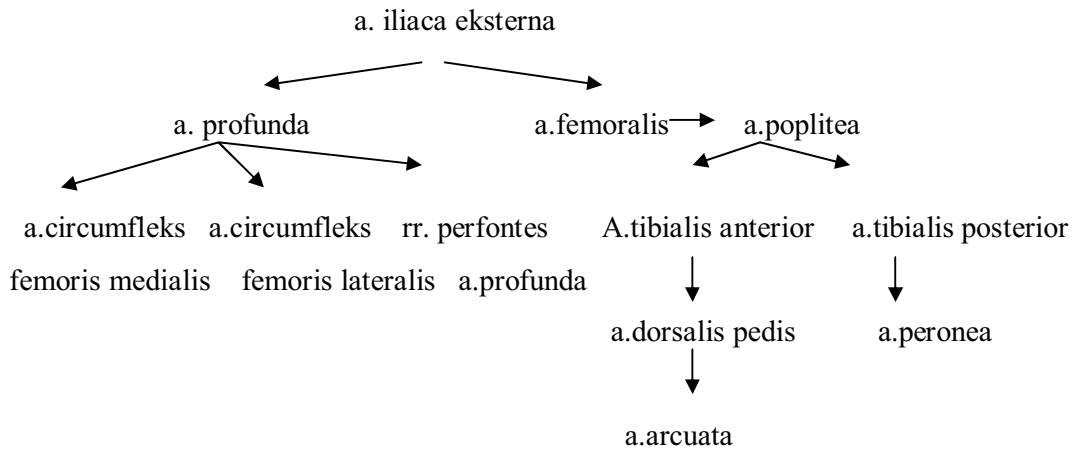 a. iliaca eksterna
a. profunda a.femoralis a.poplitea
a.circumfleks a.circumfleks rr. perfontes A.tibialis anterior a.tibialis posterior
femoris medialis femoris lateralis a.profunda
a.dorsalis pedis a.peronea
a.arcuata